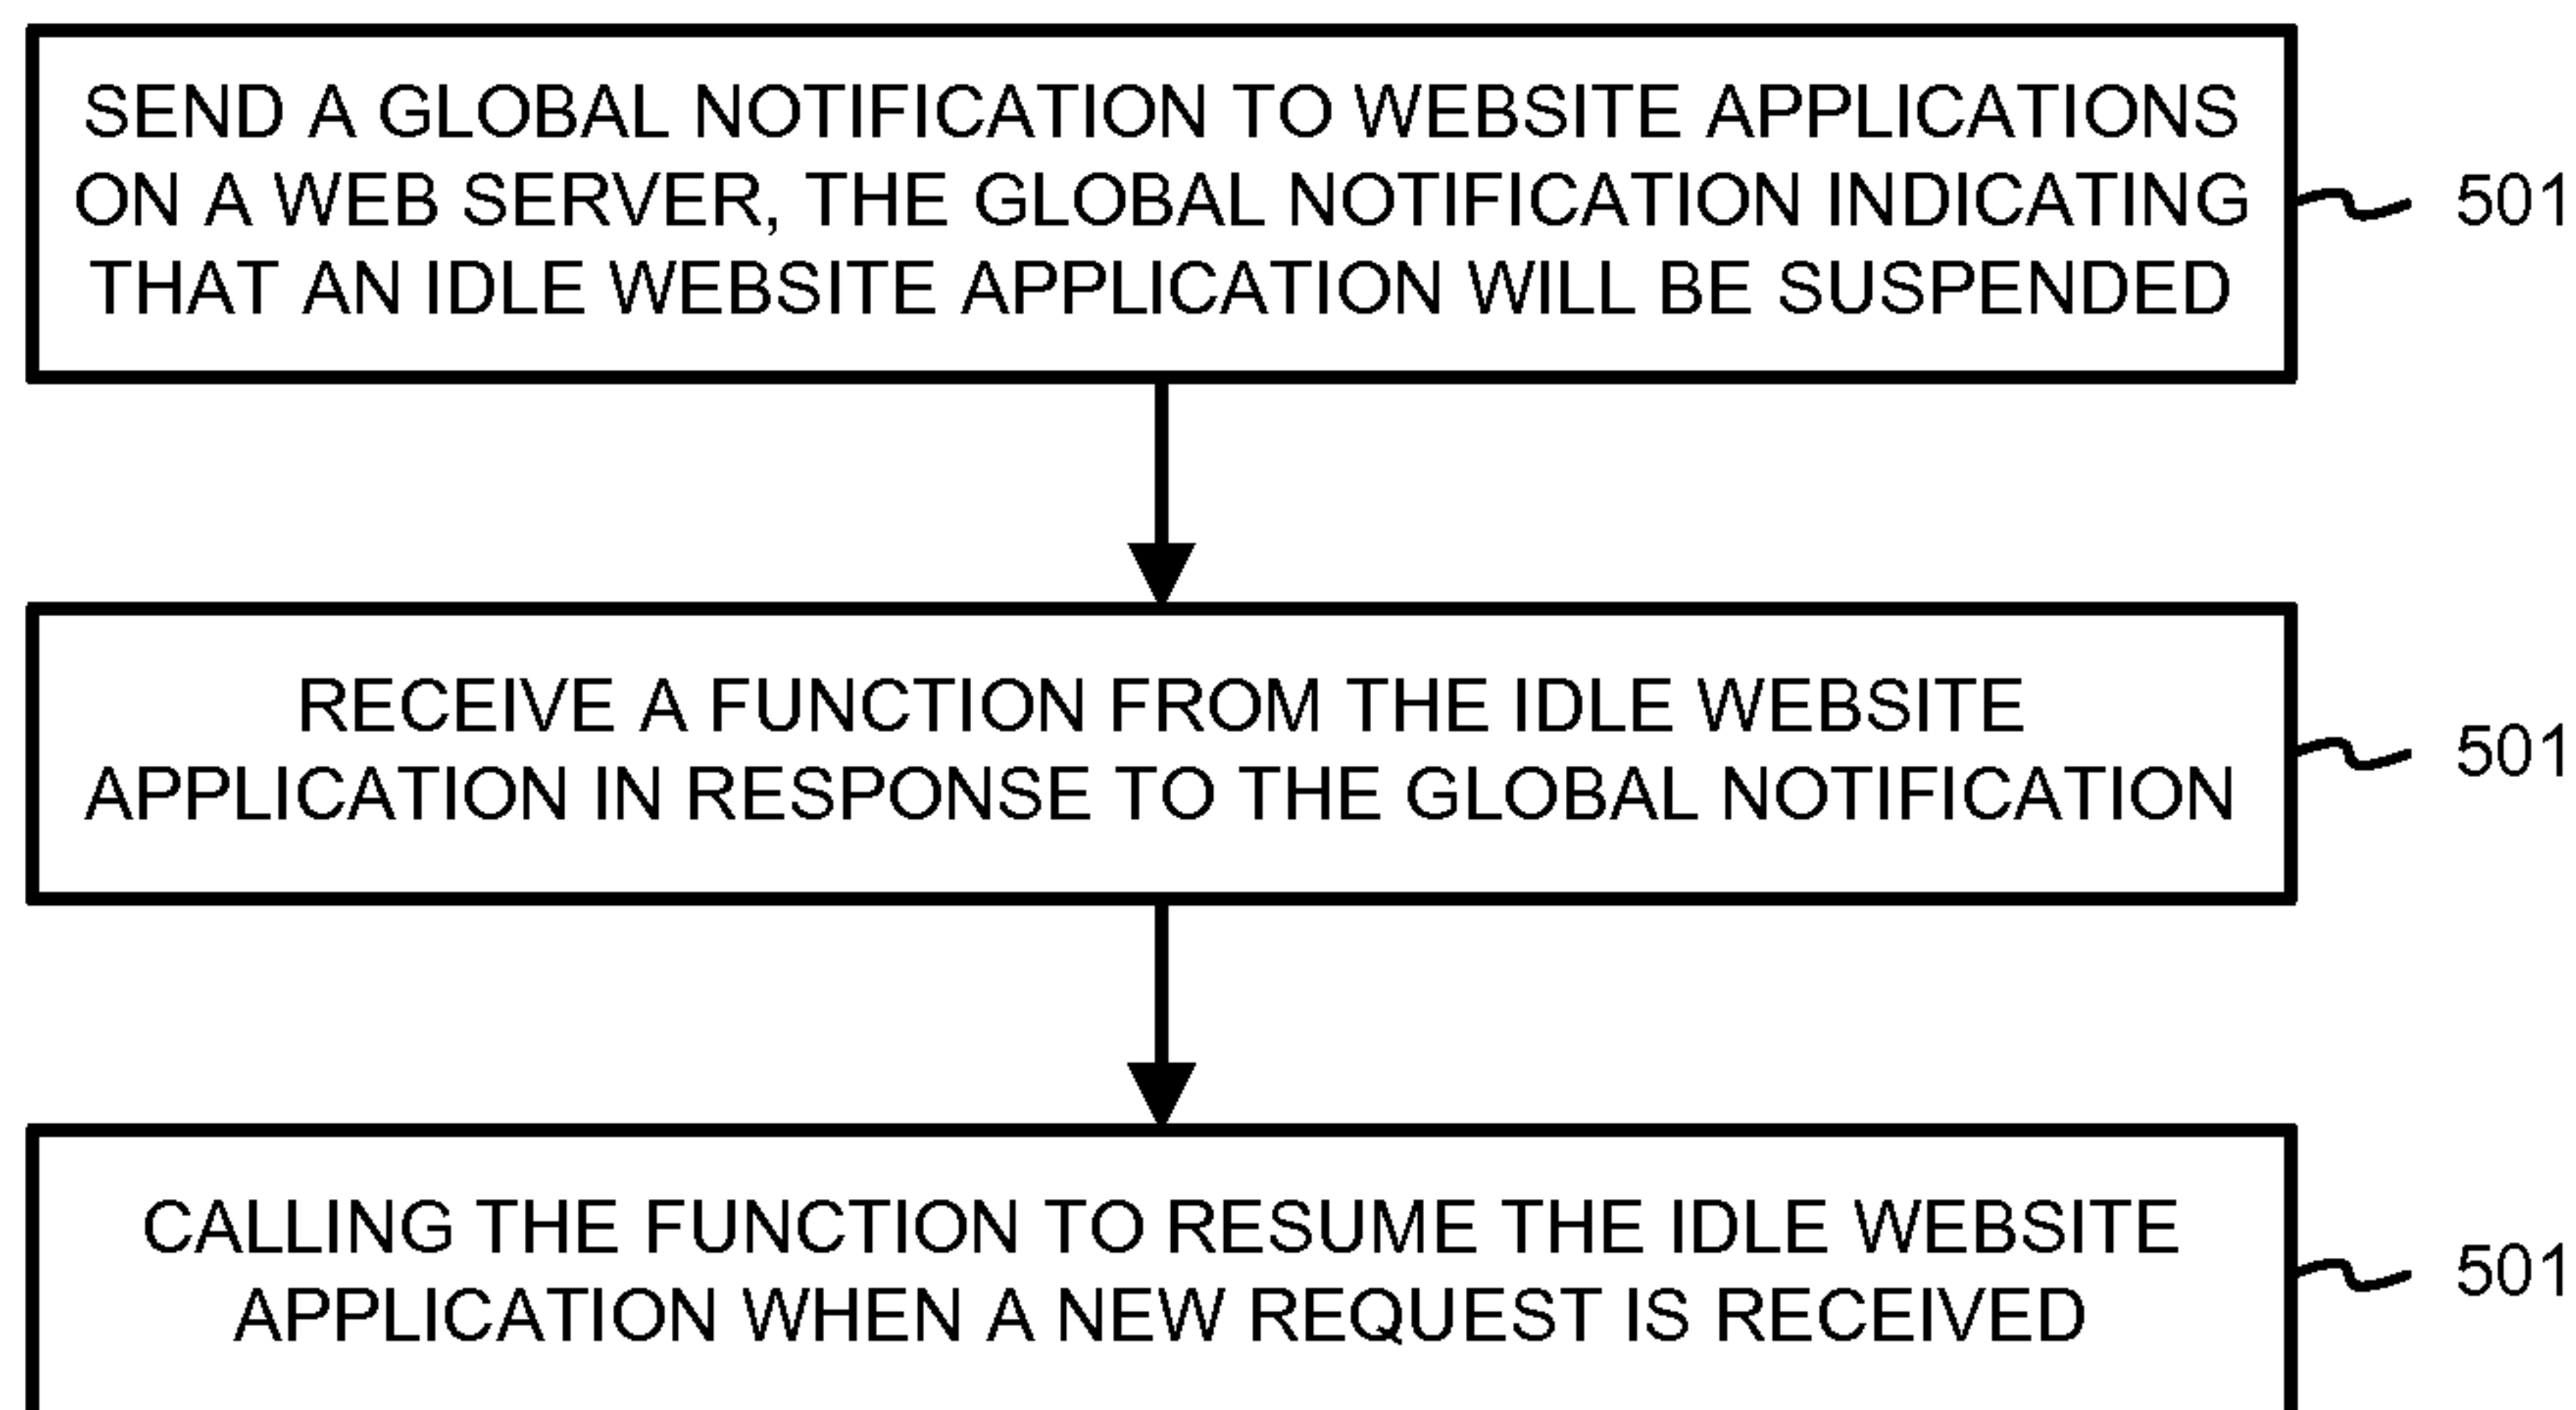 SEND A GLOBAL NOTIFICATION TO WEBSITE APPLICATIONS
ON A WEB SERVER, THE GLOBAL NOTIFICATION INDICATING
THAT AN IDLE WEBSITE APPLICATION WILL BE SUSPENDED
501
RECEIVE A FUNCTION FROM THE IDLE WEBSITE
APPLICATION IN RESPONSE TO THE GLOBAL NOTIFICATION
501
CALLING THE FUNCTION TO RESUME THE IDLE WEBSITE
APPLICATION WHEN A NEW REQUEST IS RECEIVED
501